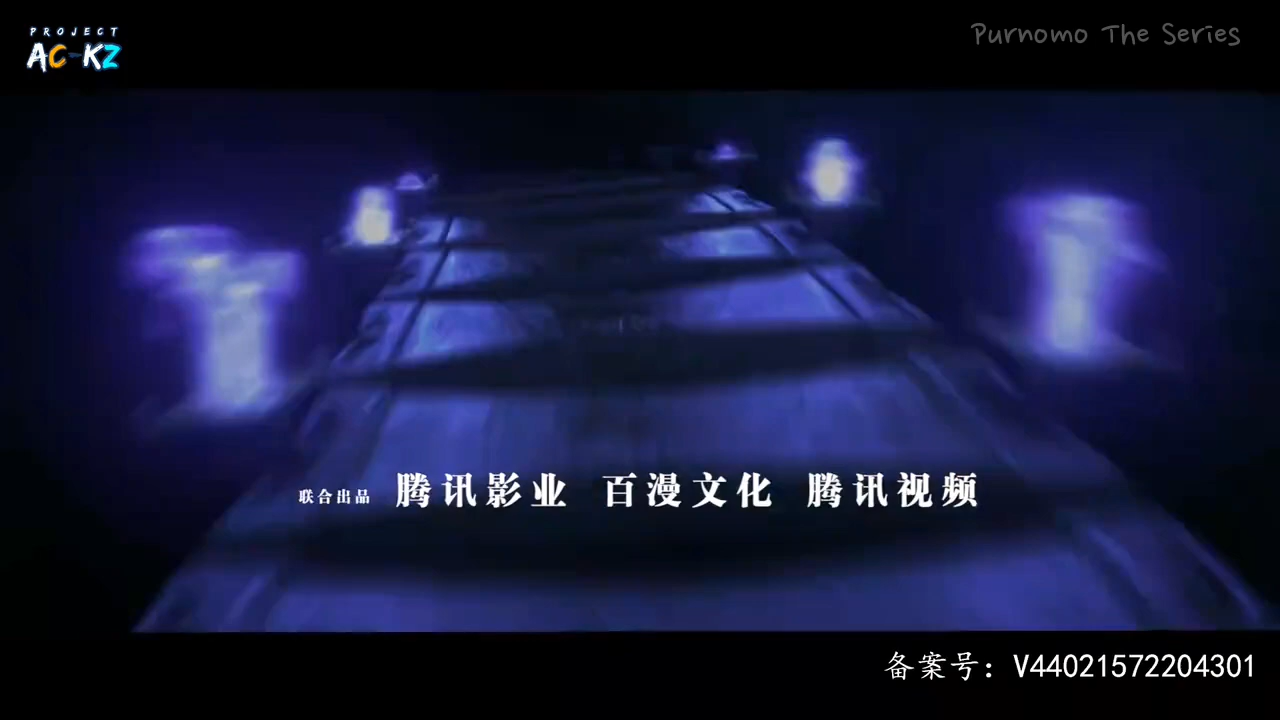 PROJECT
AC-KZ
Purnomo The Series
联合出品 腾讯影业 百漫文化 腾讯视频
备案号：V44021572204301